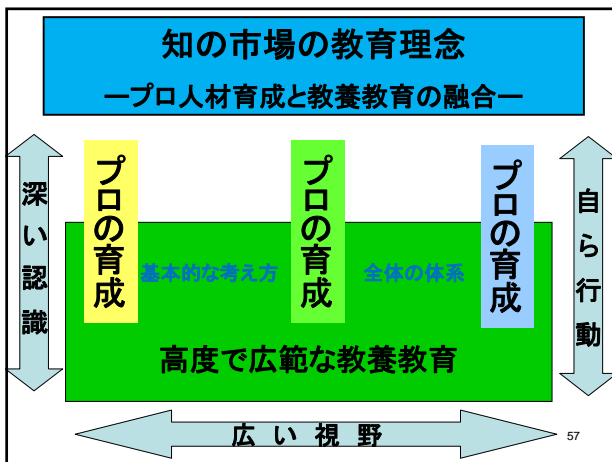 知の市場の教育理念
―プロ人材育成と教養教育の融合―
深い認識
プロの育成
プロの育成
プロの育成
自ら行動
基本的な考え方
全体の体系
高度で広範な教養教育
広い視野
57